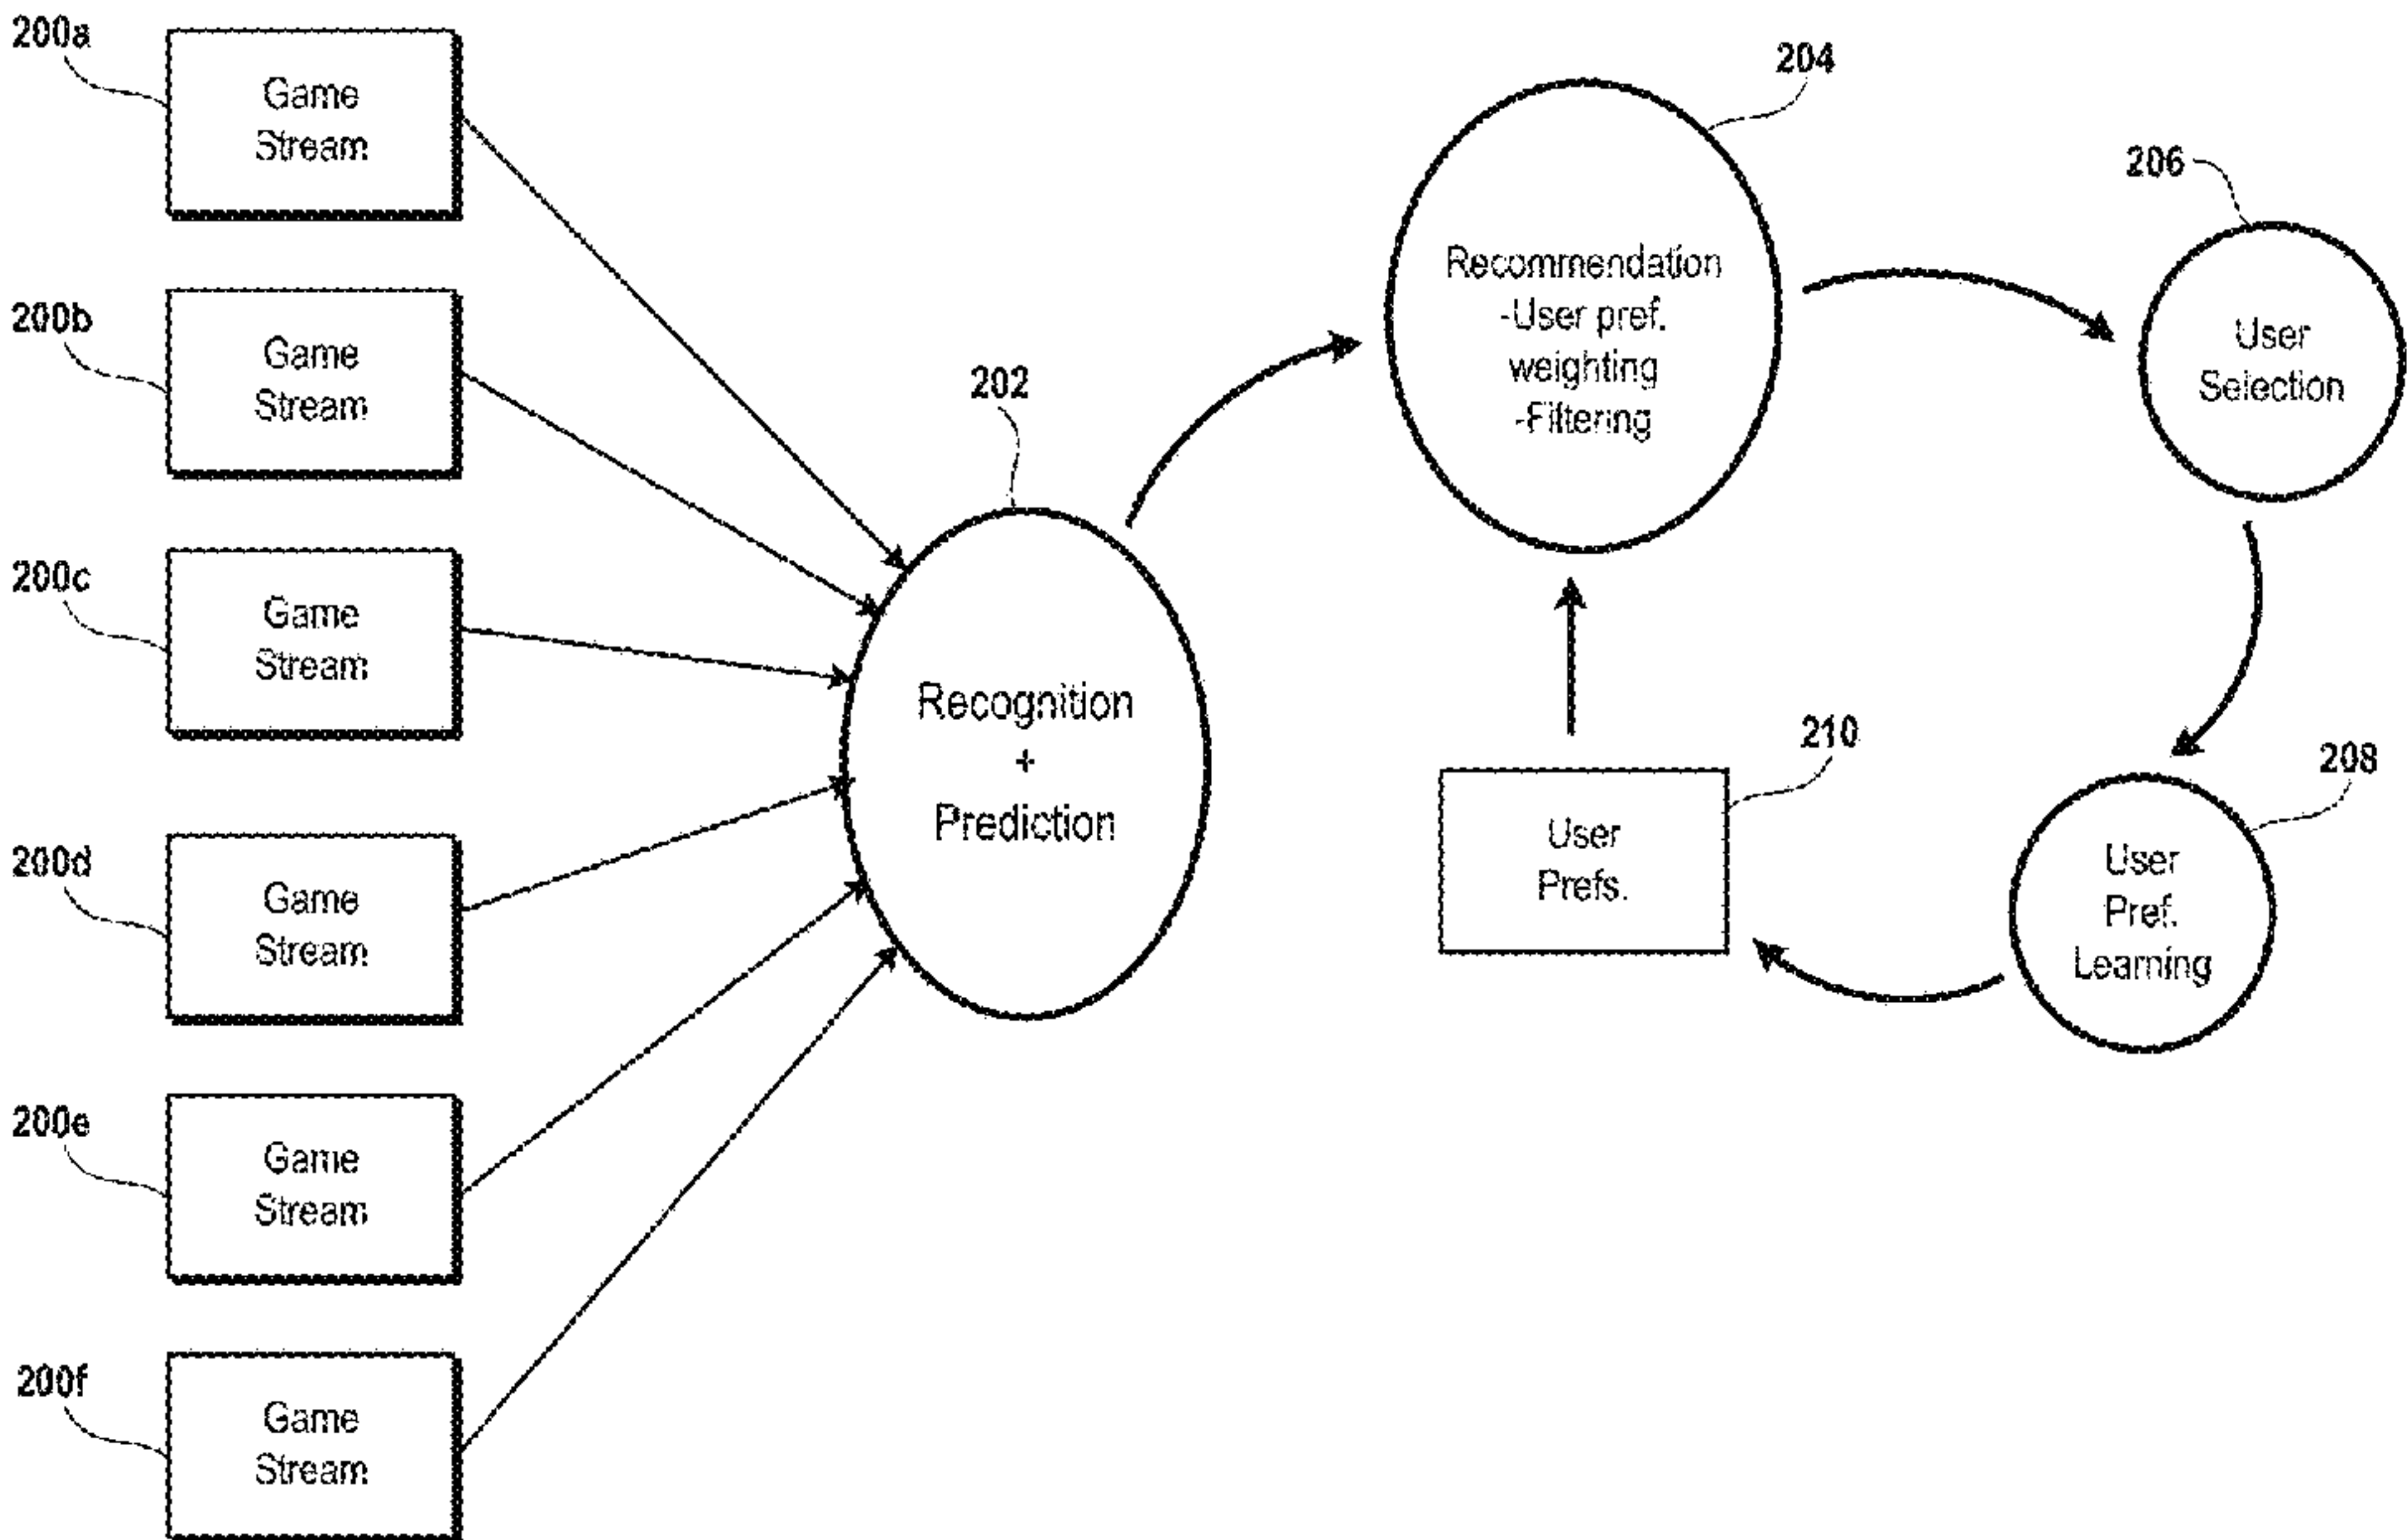 200a
Game
Stream
200b
Game
Stream
200c
Game
Stream
200d
Game
Stream
200e
Game
Stream
200f
Game
Stream
202
Recognition
+
Prediction
204
Recommendation
-User pref.
weighting
-Filtering
206
User
Selection
208
User
Pref.
Learning
210
User
Prefs.